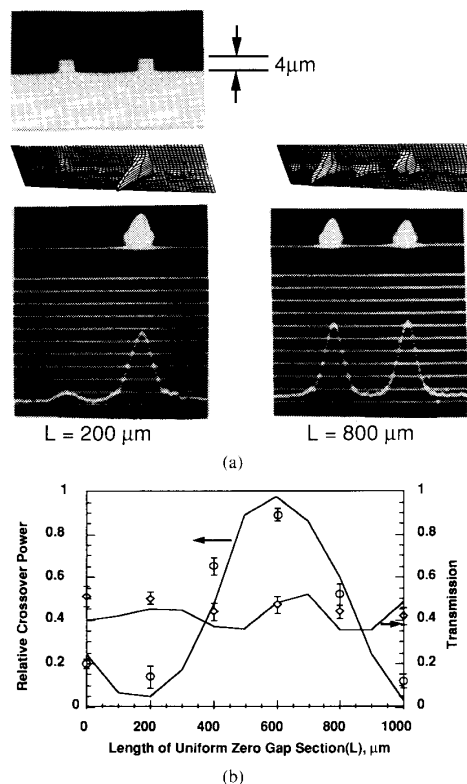 4μm
L = 200 μm
L = 800 μm
(a)
1
0.8
0.6
0.4
0.2
0
Relative Crossover Power
1
0.8
0.6
0.4
0.2
0
Transmission
0 200 400 600 800 1000
Length of Uniform Zero Gap Section(L), μm
(b)